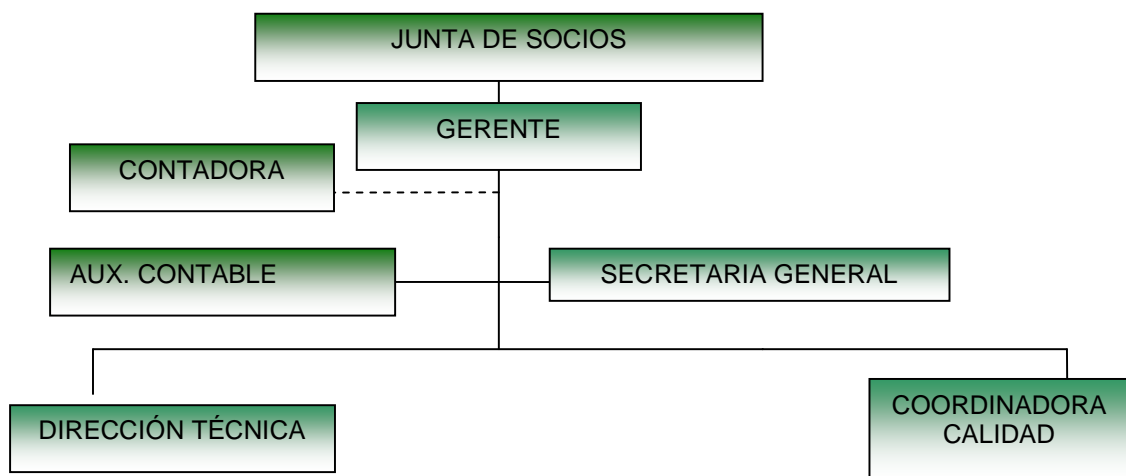 JUNTA DE SOCIOS
GERENTE
CONTADORA
AUX. CONTABLE
SECRETARIA GENERAL
DIRECCIÓN TÉCNICA
COORDINADORA
CALIDAD